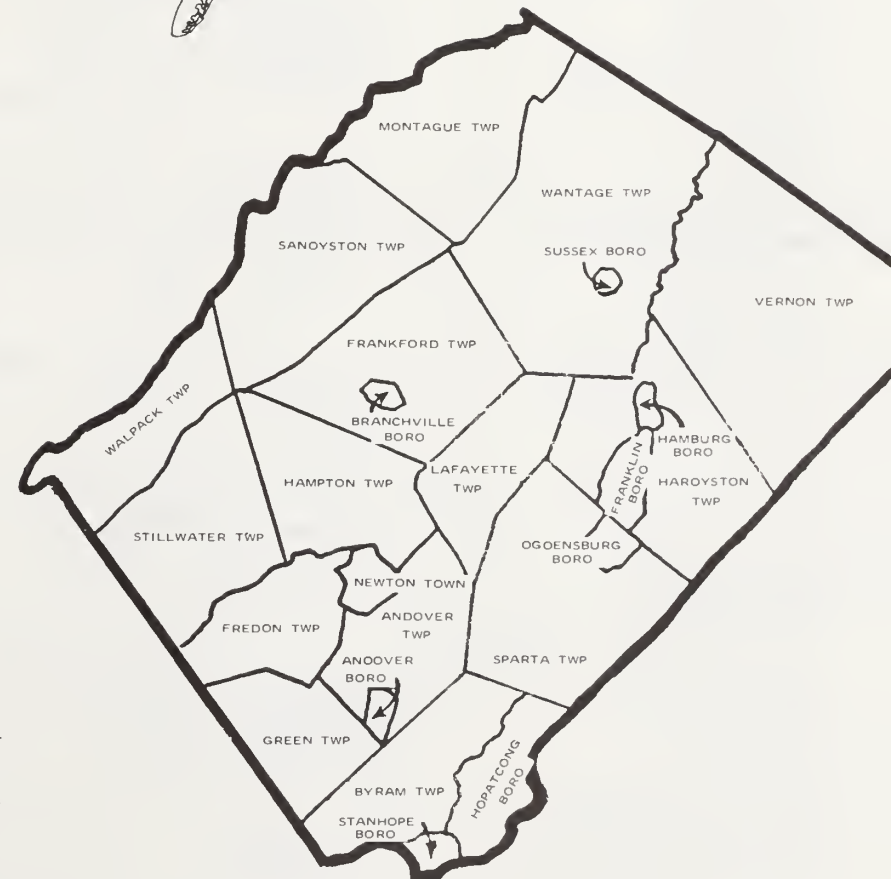 MONTAGUE TWP
WANTAGE TWP
SANOYSTON TWP
SUSSEX BORO
VERNON TWP
FRANKFORD TWP
WALPACK TWP
BRANCHVILLE
BORO
HAMBURG
BORO
LAFAYETTE
TWP
FRANKLIN
BORO
HAROYSTON
TWP
HAMPTON TWP
STILLWATER TWP
OGOENSBURG
BORO
NEWTON TOWN
ANDOVER
TWP
FREDON TWP
ANOOVER
BORO
SPARTA TWP
GREEN TWP
HOPATCONG
BORO
BYRAM TWP
STANHOPE
BORO